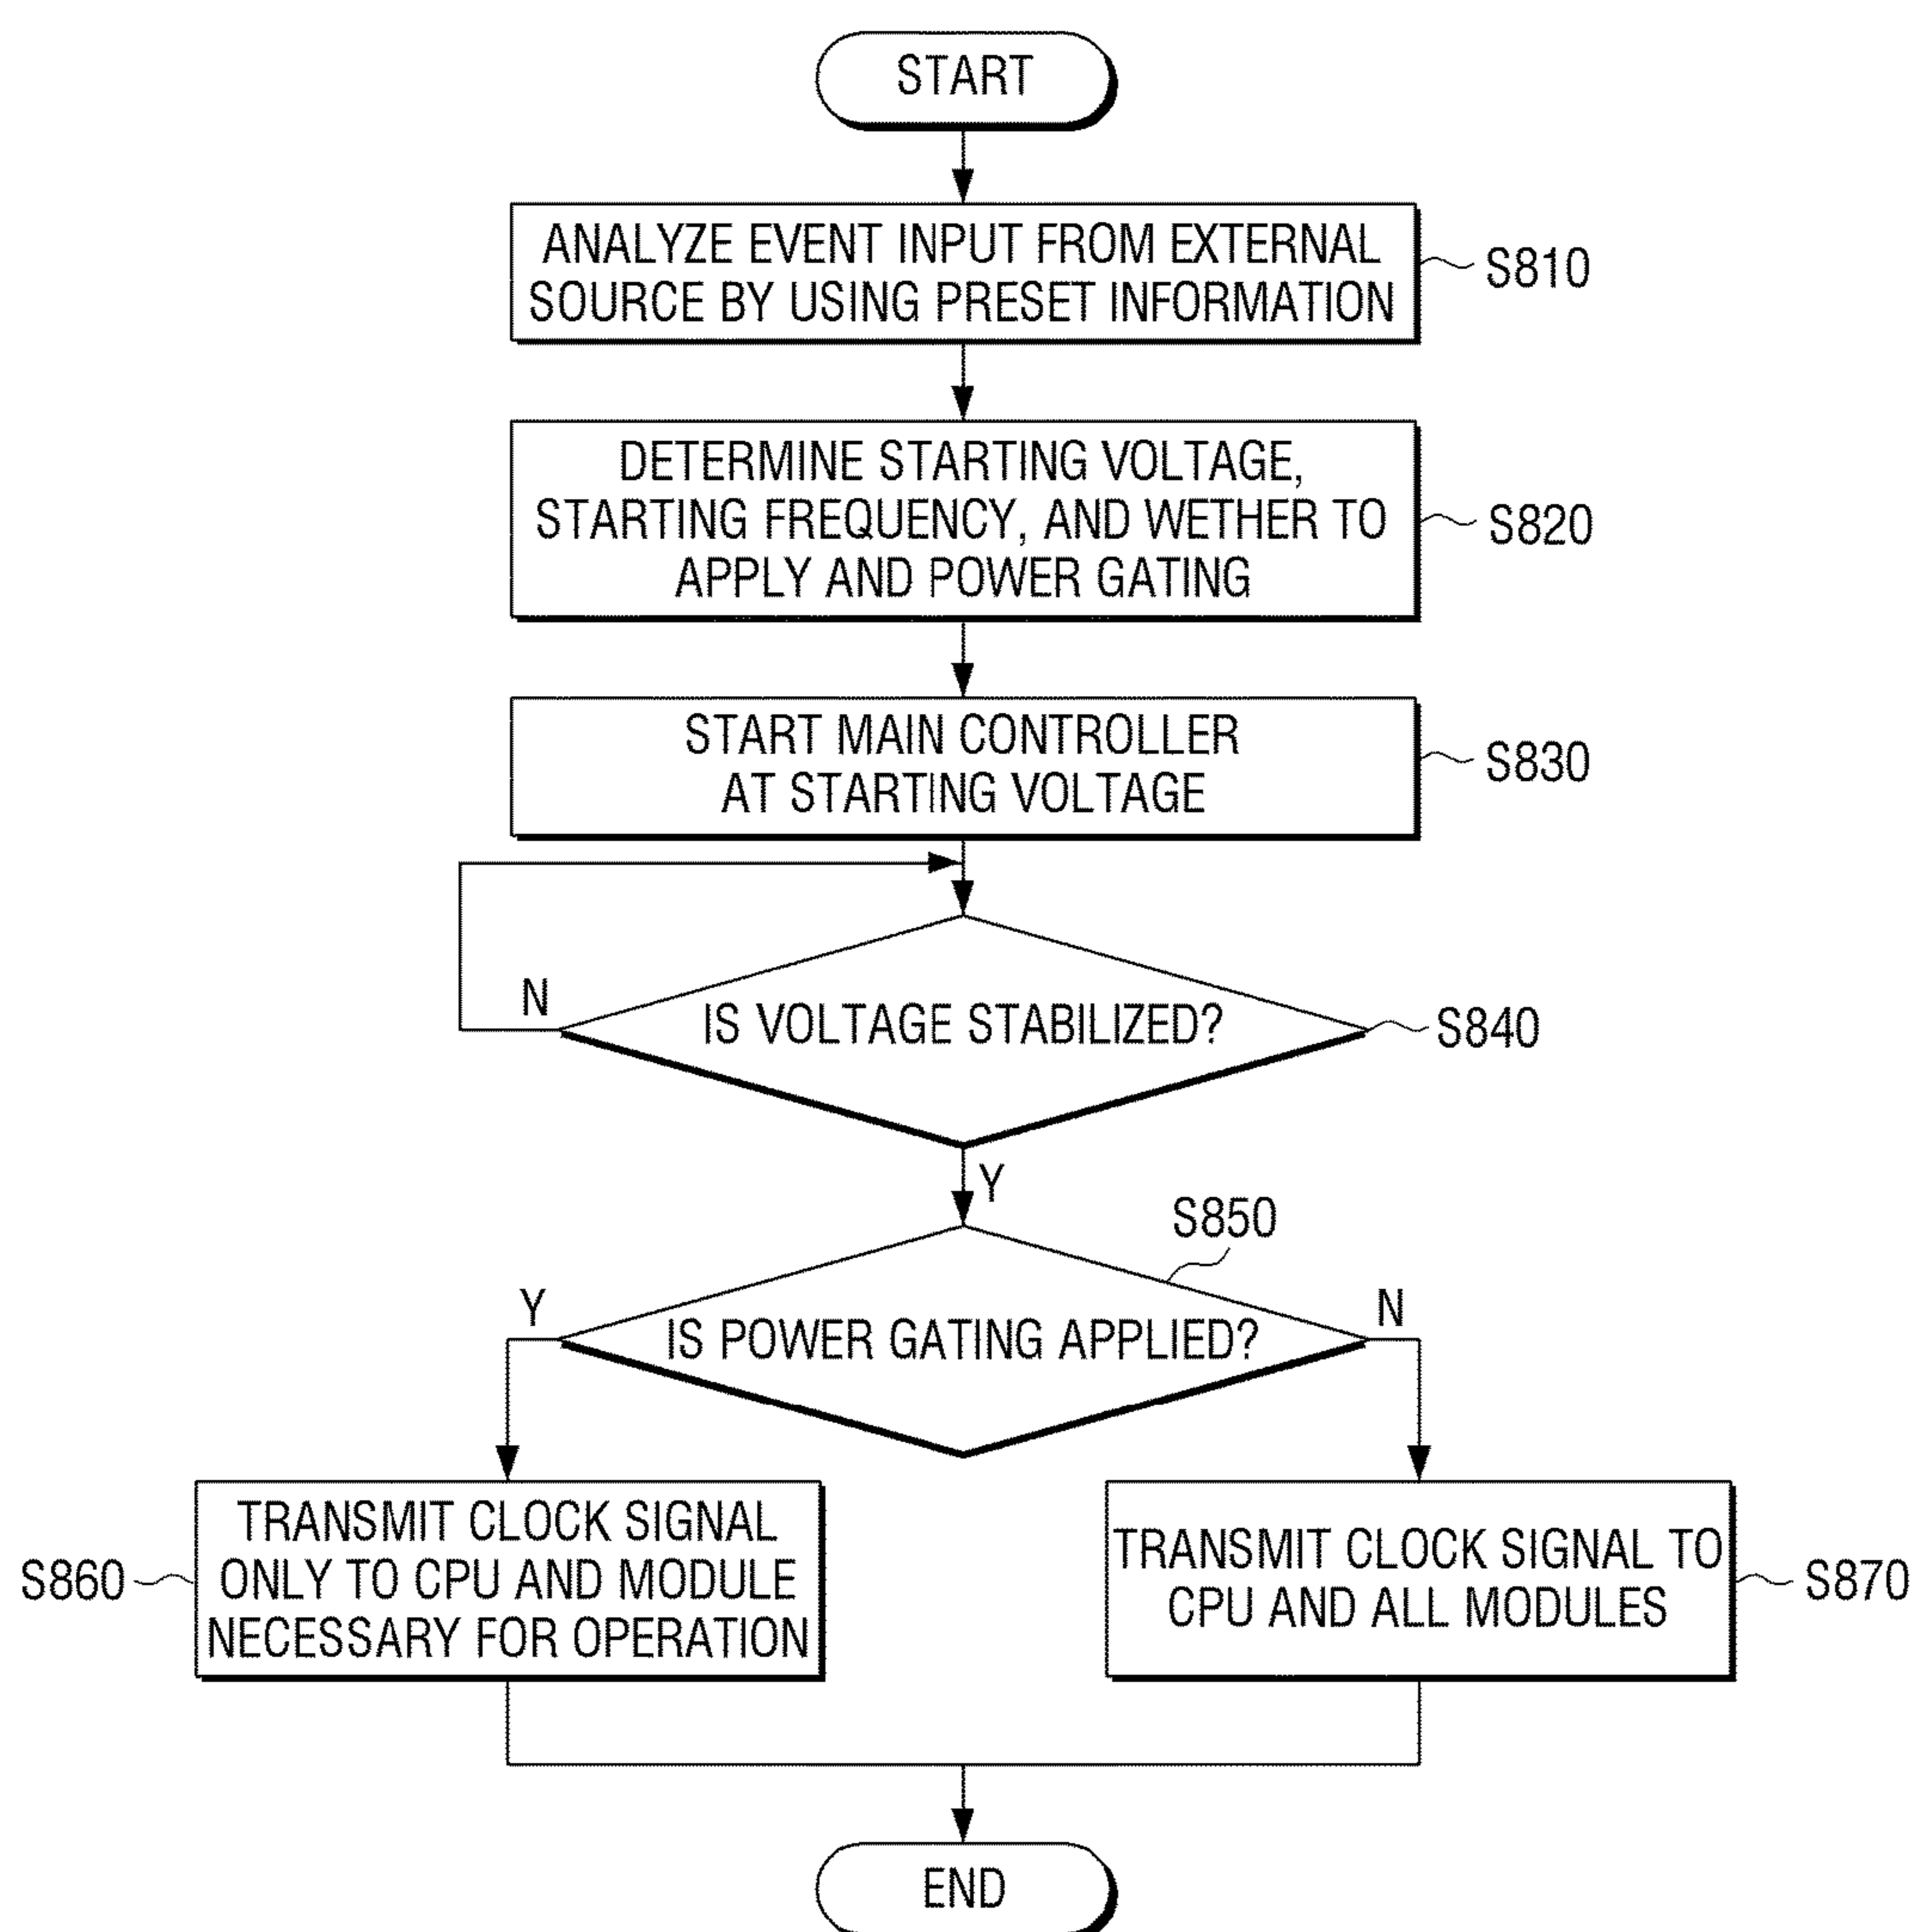 START
ANALYZE EVENT INPUT FROM EXTERNAL
SOURCE BY USING PRESET INFORMATION
S810
DETERMINE STARTING VOLTAGE,
STARTING FREQUENCY, AND WETHER TO
APPLY AND POWER GATING
S820
START MAIN CONTROLLER
AT STARTING VOLTAGE
S830
N
IS VOLTAGE STABILIZED?
S840
Y
S850
Y
IS POWER GATING APPLIED?
N
S860
TRANSMIT CLOCK SIGNAL
ONLY TO CPU AND MODULE
NECESSARY FOR OPERATION
TRANSMIT CLOCK SIGNAL TO
CPU AND ALL MODULES
S870
END